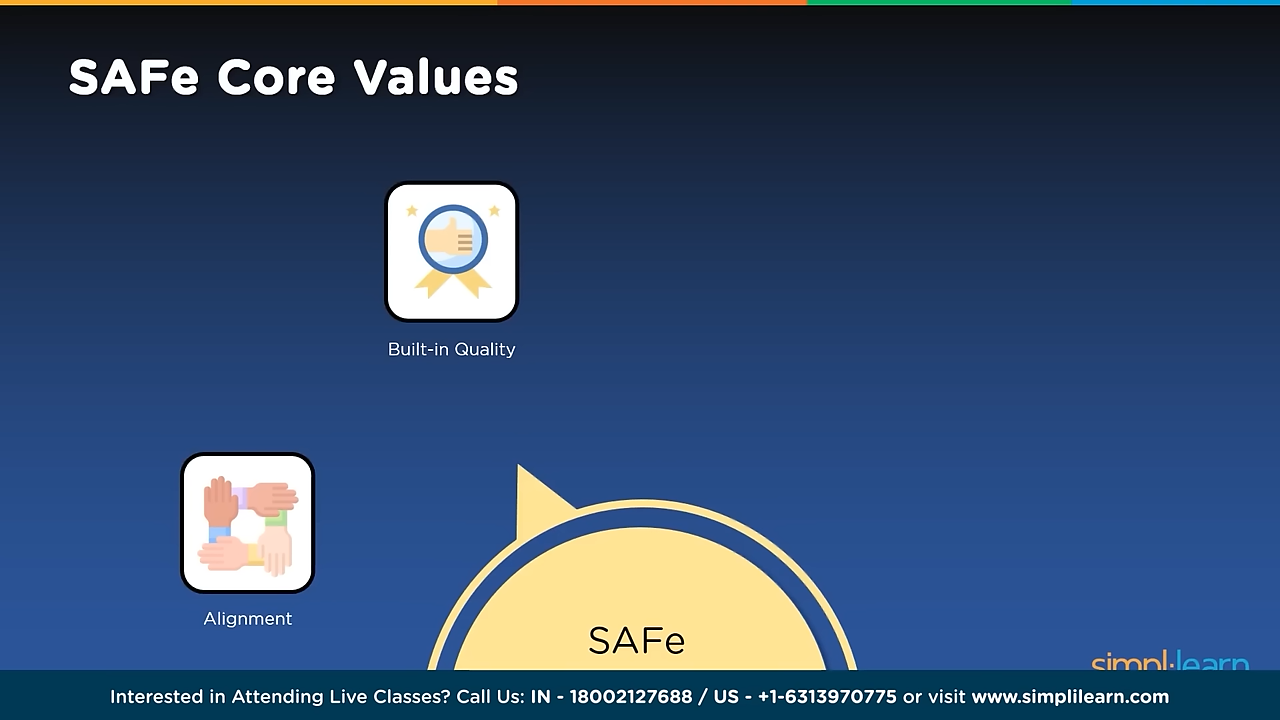 SAFe Core Values
Built-in Quality
Alignment
SAFe
simplilearn
Interested in Attending Live Classes? Call Us: IN - 18002127688 / US - +1-6313970775 or visit www.simplilearn.com